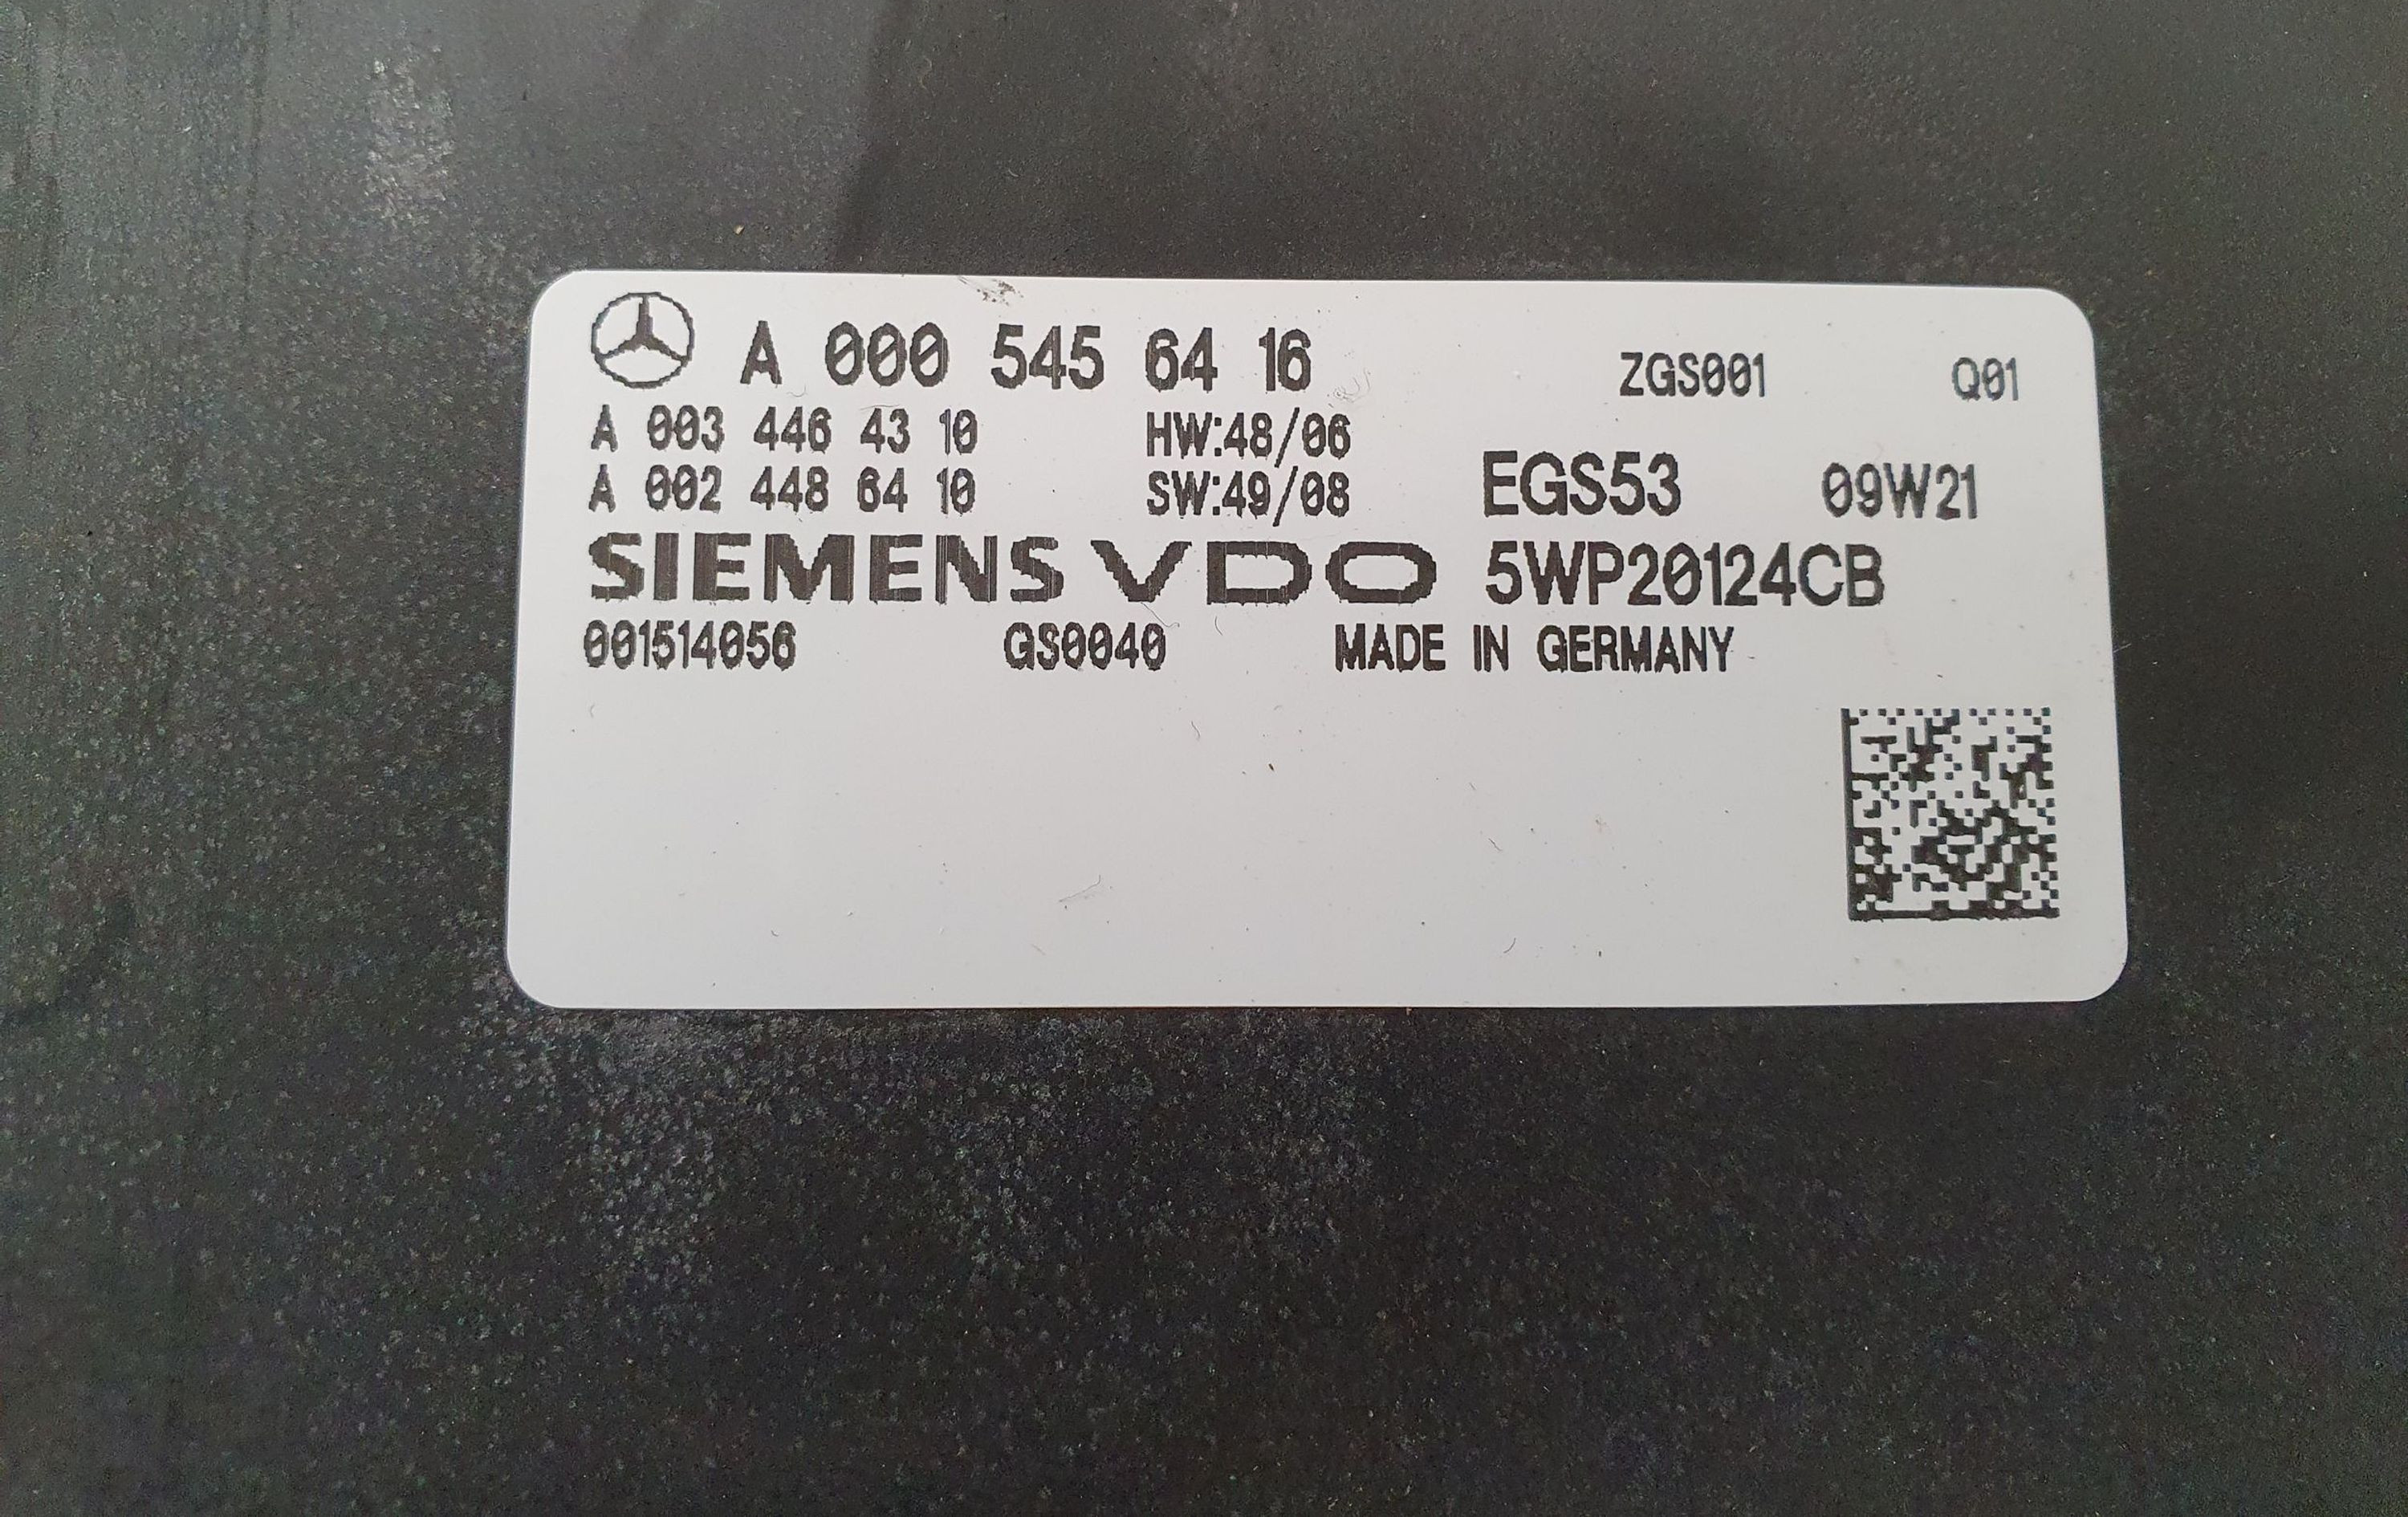 A 000 545 64 16 ZGS001 Q01
A 003 446 43 10 HW:48/06
A 002 448 64 10 SW:49/08 EGS53 09W21
SIEMENS VDO 5WP20124CB
001514056 GS0040 MADE IN GERMANY